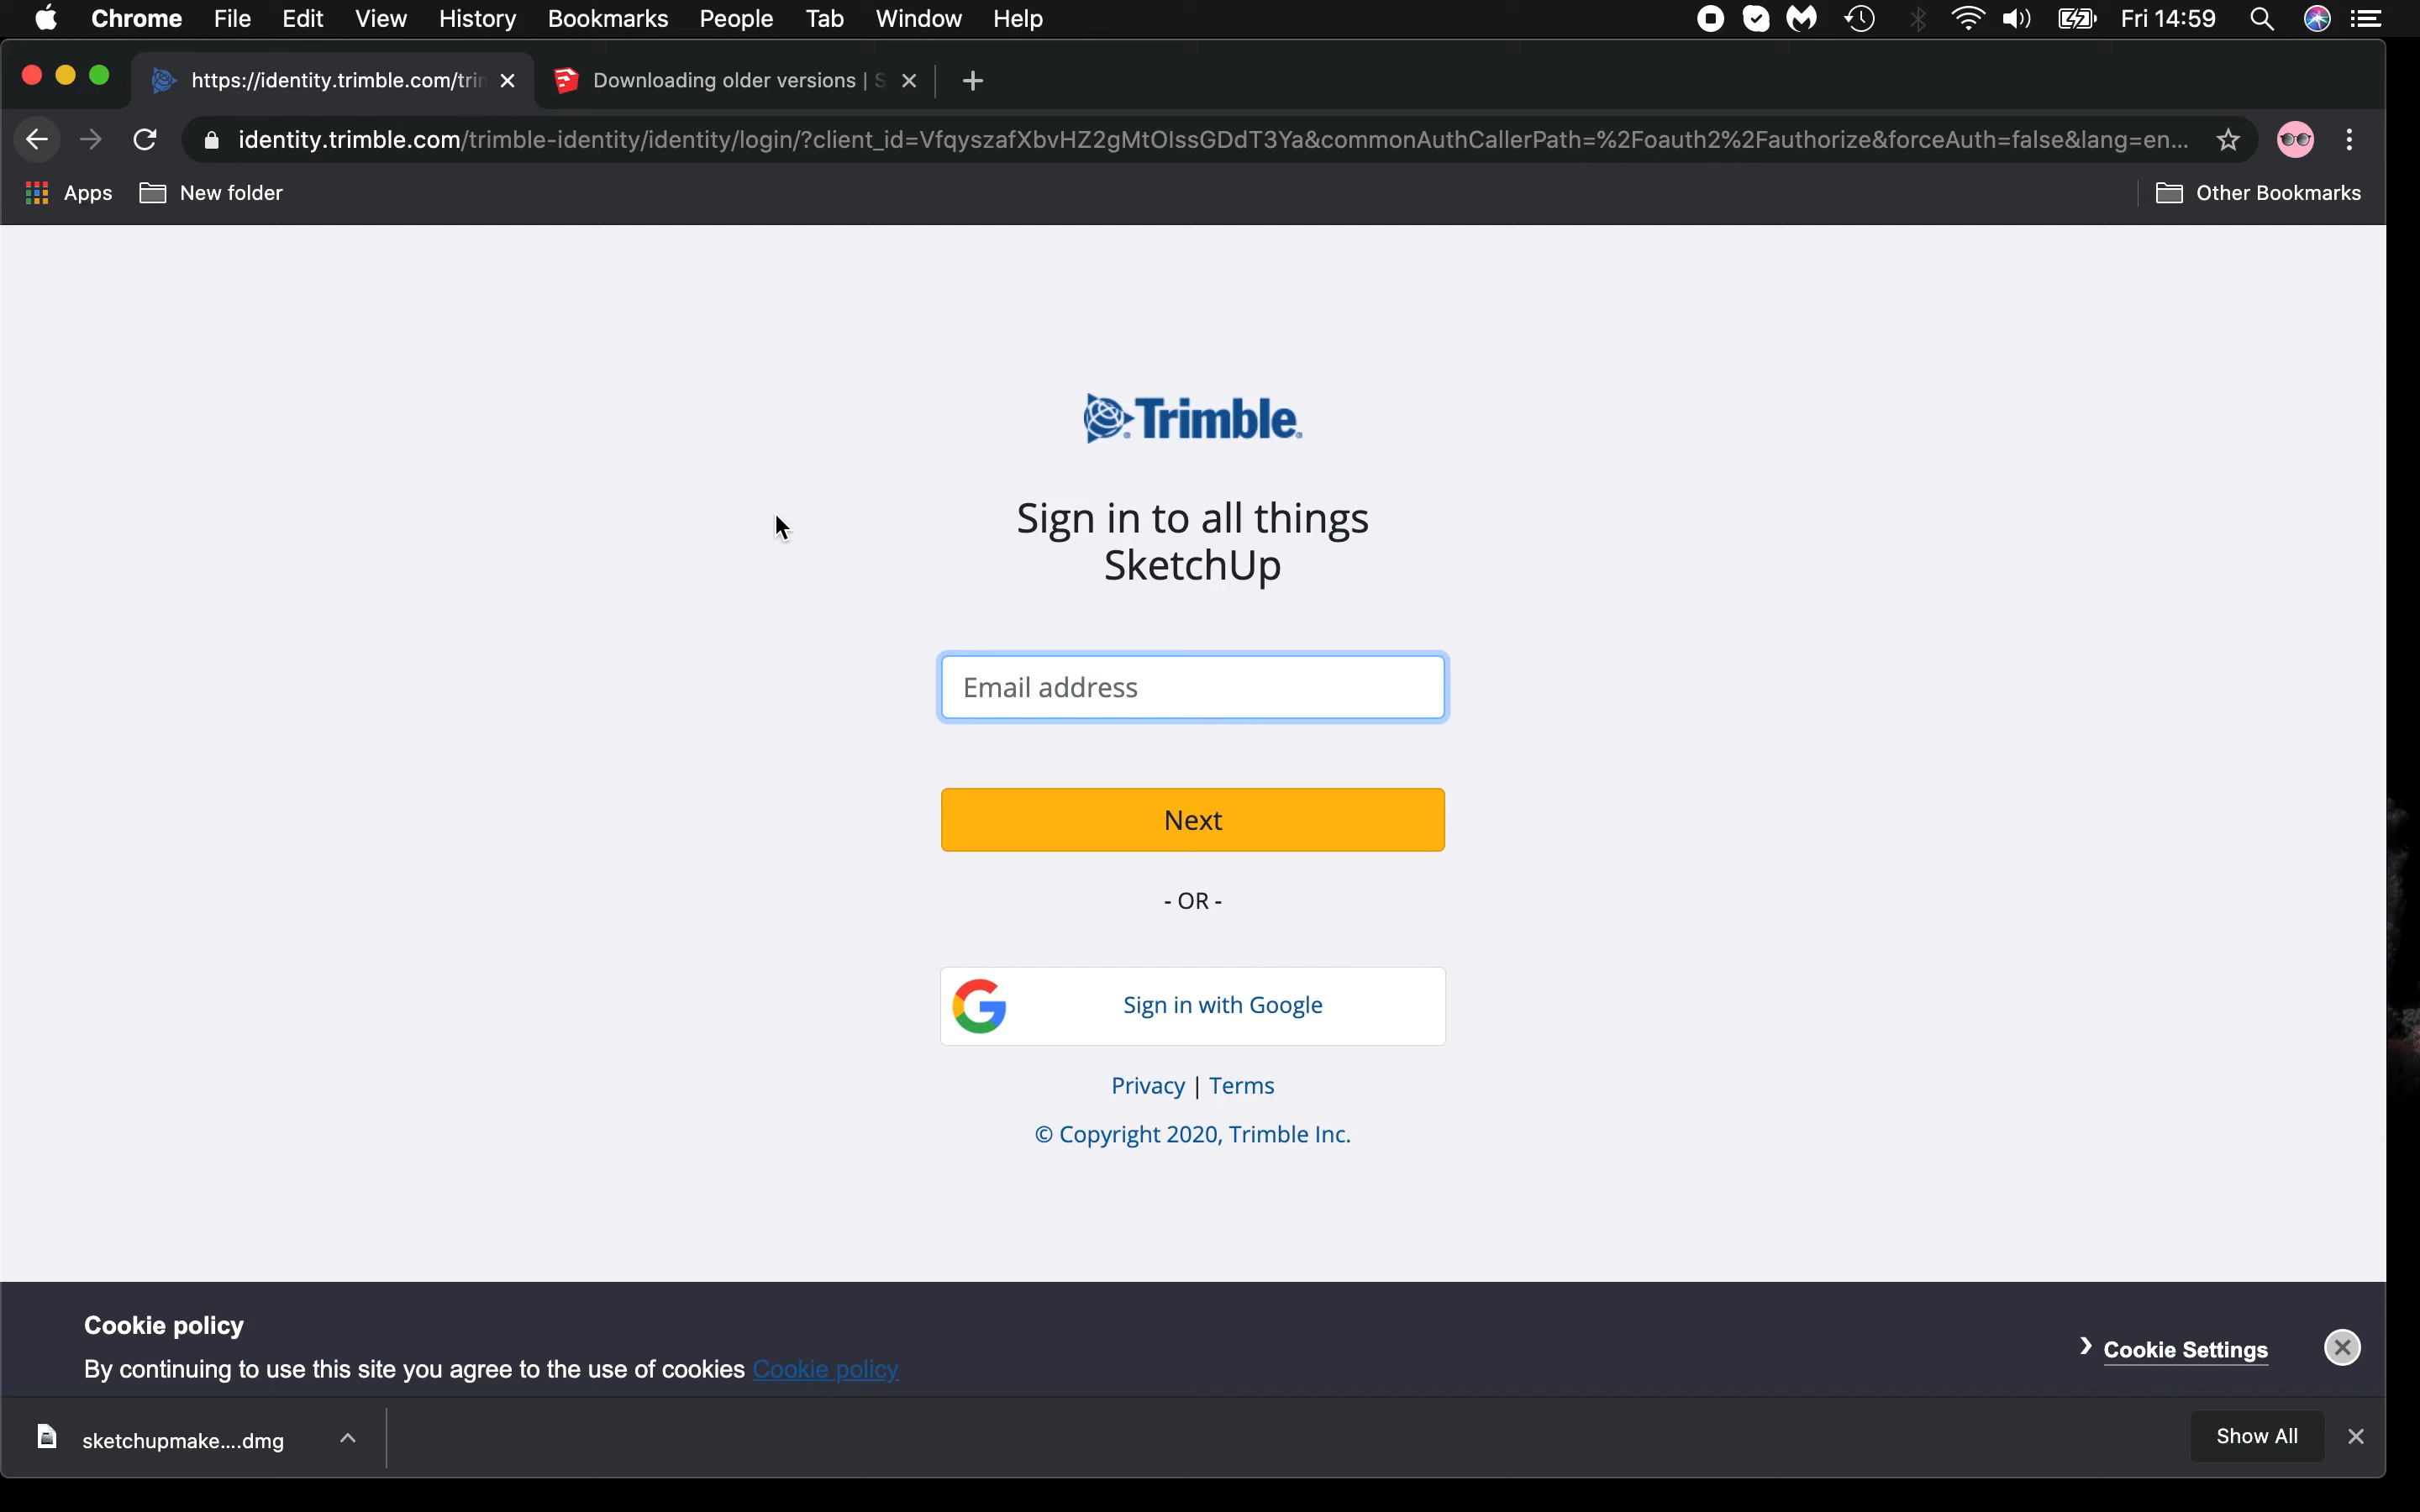 Chrome File Edit View History Bookmarks People Tab Window Help Fri 14:59
https://identity.trimble.com/trin Downloading older versions | S
identity.trimble.com/trimble-identity/identity/login/?client_id=VfqyszafXbvHZ2gMtOlssGDdT3Ya&commonAuthCallerPath=%2Foauth2%2Fauthorize&forceAuth=false&lang=en...
Apps New folder Other Bookmarks
Trimble
Sign in to all things
SketchUp
Email address
Next
- OR -
Sign in with Google
Privacy | Terms
© Copyright 2020, Trimble Inc.
Cookie policy
By continuing to use this site you agree to the use of cookies Cookie policy
Cookie Settings
sketchupmake....dmg Show All